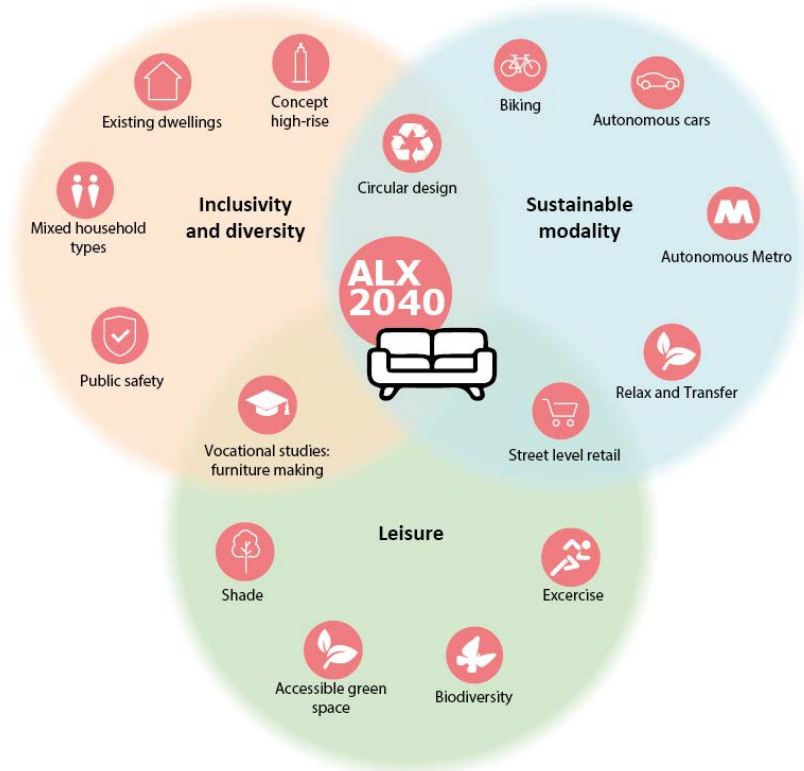 Existing dwellings
Concept
high-rise
Biking
Autonomous cars
Circular design
Mixed household
types
Inclusivity
and diversity
Sustainable
modality
M
Autonomous Metro
ALX
2040
Public safety
Relax and Transfer
Vocational studies:
furniture making
Street level retail
Leisure
Shade
Excercise
Accessible green
space
Biodiversity